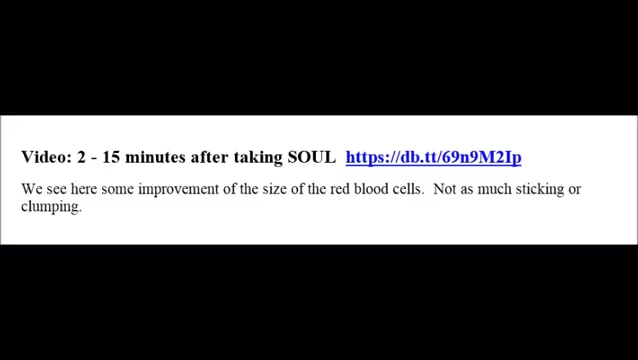 Video: 2 - 15 minutes after taking SOUL https://db.tt/69n9M2Ip
We see here some improvement of the size of the red blood cells. Not as much sticking or
clumping.